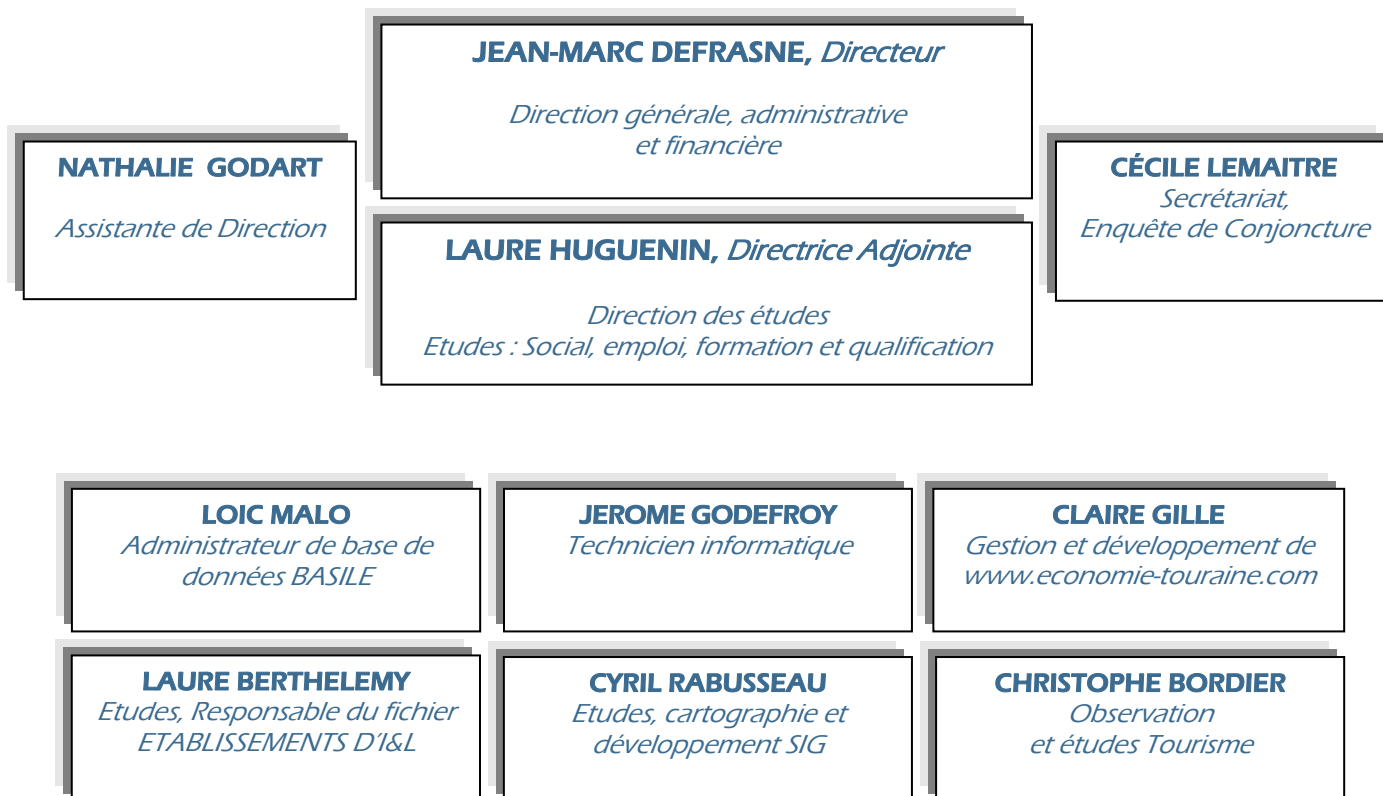 JEAN-MARC DEFRASNE, Directeur
Direction générale, administrative
et financière
NATHALIE GODART
Assistante de Direction
CÉCILE LEMAITRE
Secrétariat,
Enquête de Conjoncture
LAURE HUGUENIN, Directrice Adjointe
Direction des études
Etudes : Social, emploi, formation et qualification
LOIC MALO
Administrateur de base de
données BASILE
JEROME GODEFROY
Technicien informatique
CLAIRE GILLE
Gestion et développement de
www.economie-touraine.com
LAURE BERTHELEMY
Etudes, Responsable du fichier
ETABLISSEMENTS D'I&L
CYRIL RABUSSEAU
Etudes, cartographie et
développement SIG
CHRISTOPHE BORDIER
Observation
et études Tourisme